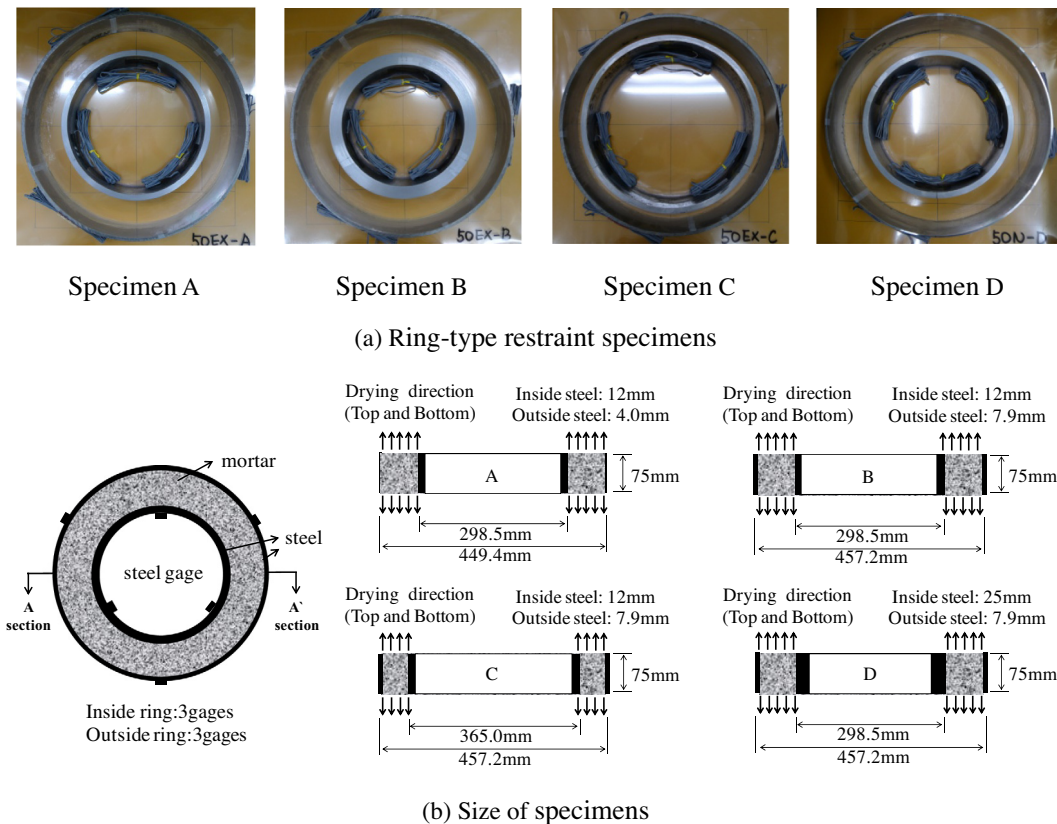 50EX-A
50EX-B
50EX-C
50N-D
Specimen A
Specimen B
Specimen C
Specimen D
(a) Ring-type restraint specimens
mortar
steel
steel gage
A
section
A`
section
Inside ring:3gages
Outside ring:3gages
Drying direction
(Top and Bottom)
Inside steel: 12mm
Outside steel: 4.0mm
A
75mm
298.5mm
449.4mm
Drying direction
(Top and Bottom)
Inside steel: 12mm
Outside steel: 7.9mm
B
75mm
298.5mm
457.2mm
Drying direction
(Top and Bottom)
Inside steel: 12mm
Outside steel: 7.9mm
C
75mm
365.0mm
457.2mm
Drying direction
(Top and Bottom)
Inside steel: 25mm
Outside steel: 7.9mm
D
75mm
298.5mm
457.2mm
(b) Size of specimens